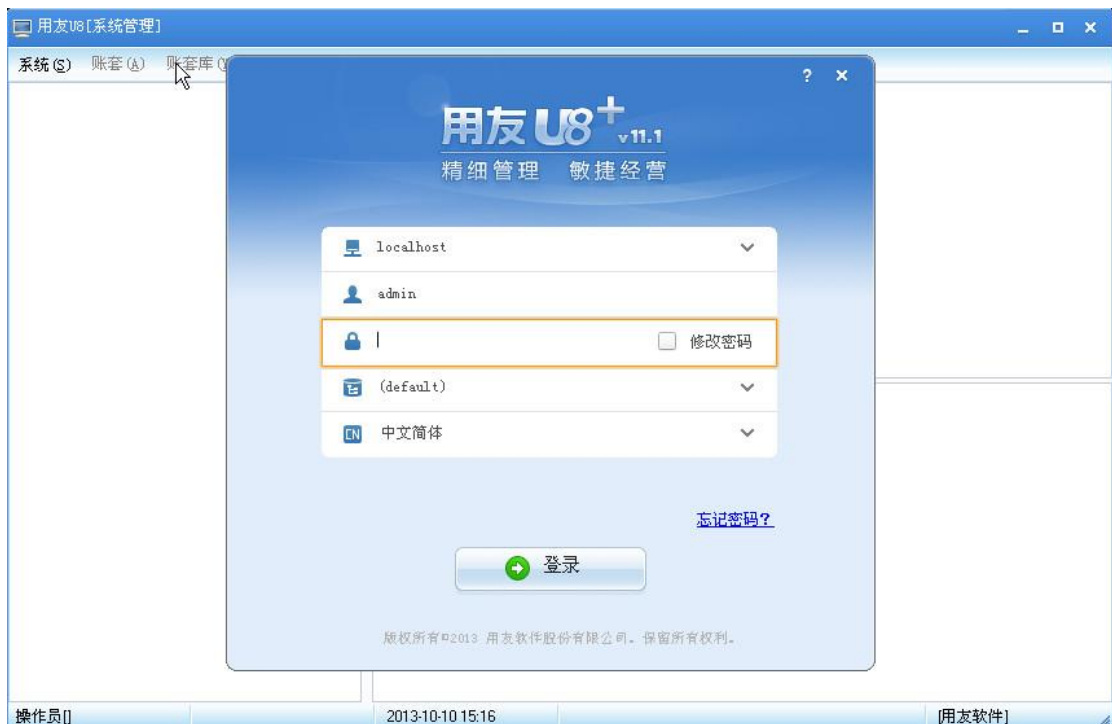 用友U8[系统管理]
系统(S) 账套(A) 账套库(Y
? ×
用友U8+ v11.1
精细管理 敏捷经营
localhost
admin
修改密码
(default)
CN 中文简体
忘记密码?
登录
版权所有©2013 用友软件股份有限公司。保留所有权利。
操作员[] 2013-10-10 15:16 [用友软件]